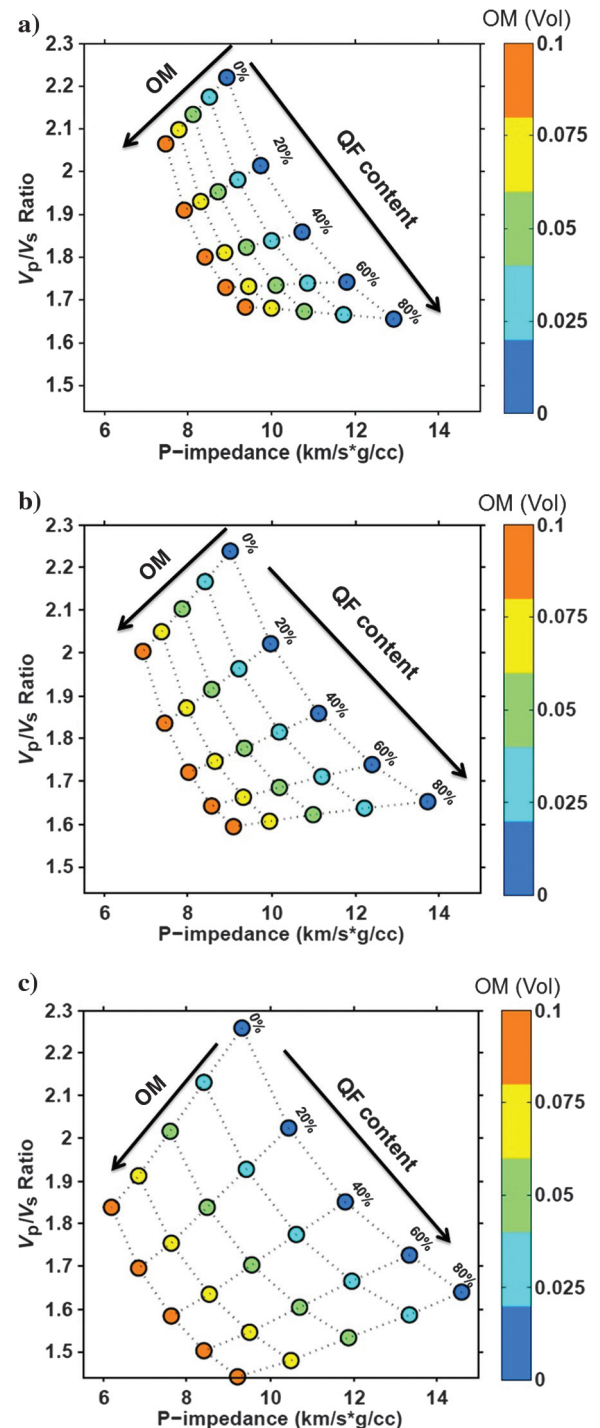 a)
OM (Vol)
2.3
2.2
2.1
2
1.9
1.8
1.7
1.6
1.5
Vp/Vs Ratio
OM
QF content
0%
20%
40%
60%
80%
6 8 10 12 14
P−impedance (km/s*g/cc)
0.1
0.075
0.05
0.025
0
b)
OM (Vol)
2.3
2.2
2.1
2
1.9
1.8
1.7
1.6
1.5
Vp/Vs Ratio
OM
QF content
0%
20%
40%
60%
80%
6 8 10 12 14
P−impedance (km/s*g/cc)
0.1
0.075
0.05
0.025
0
c)
OM (Vol)
2.3
2.2
2.1
2
1.9
1.8
1.7
1.6
1.5
Vp/Vs Ratio
OM
QF content
0%
20%
40%
60%
80%
6 8 10 12 14
P−impedance (km/s*g/cc)
0.1
0.075
0.05
0.025
0